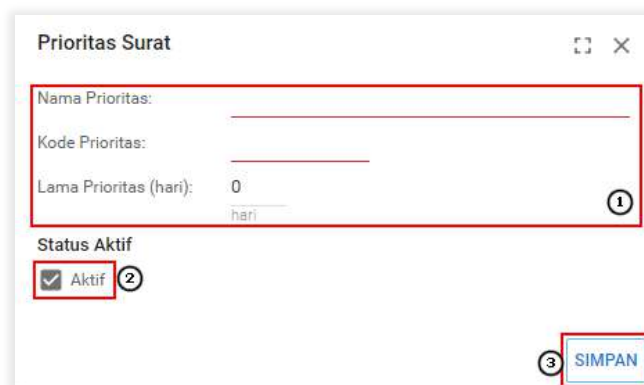 Prioritas Surat
Nama Prioritas:
Kode Prioritas:
Lama Prioritas (hari): 0
hari
1
Status Aktif
Aktif 2
3 SIMPAN